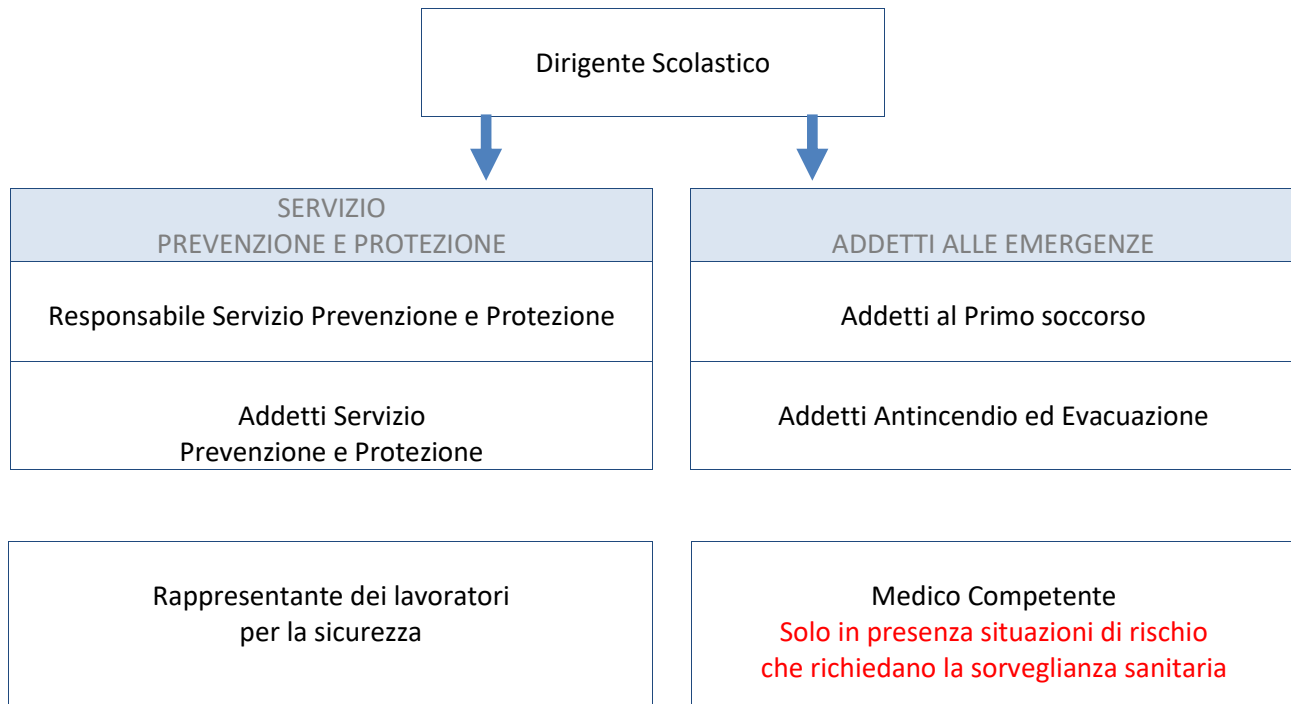 Dirigente Scolastico
SERVIZIO
PREVENZIONE E PROTEZIONE
Responsabile Servizio Prevenzione e Protezione
Addetti Servizio
Prevenzione e Protezione
ADDETTI ALLE EMERGENZE
Addetti al Primo soccorso
Addetti Antincendio ed Evacuazione
Rappresentante dei lavoratori
per la sicurezza
Medico Competente
Solo in presenza situazioni di rischio
che richiedano la sorveglianza sanitaria